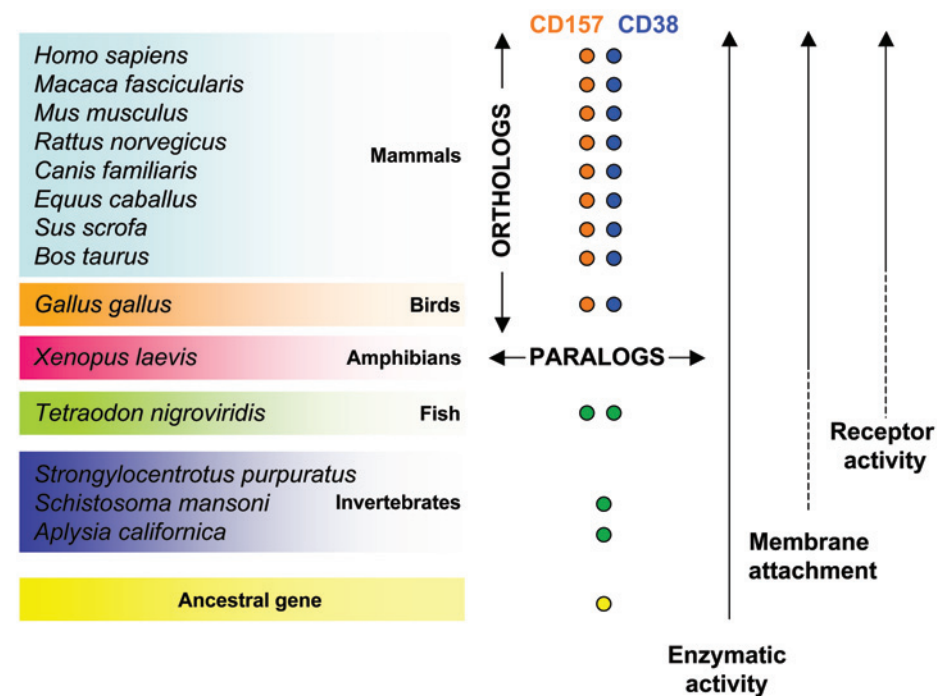 CD157 CD38
Homo sapiens
Macaca fascicularis
Mus musculus
Rattus norvegicus
Canis familiaris
Equus caballus
Sus scrofa
Bos taurus
Mammals
ORTHOLOGS
Gallus gallus
Birds
Xenopus laevis
Amphibians
PARALOGS
Tetraodon nigroviridis
Fish
Receptor
activity
Strongylocentrotus purpuratus
Schistosoma mansoni
Aplysia californica
Invertebrates
Membrane
attachment
Ancestral gene
Enzymatic
activity